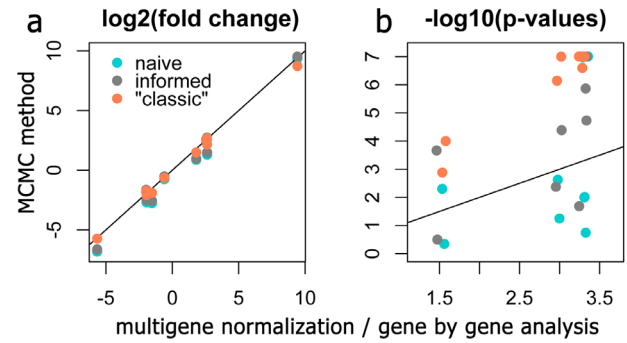 a
log2(fold change)
b
-log10(p-values)
MCMC method
10
5
0
-5
naive
informed
"classic"
-5
0
5
10
7
6
5
4
3
2
1
0
1.5
2.5
3.5
multigene normalization / gene by gene analysis